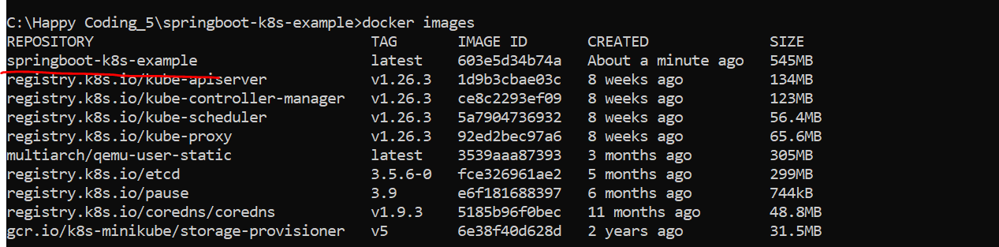 C:\Happy Coding_5\springboot-k8s-example>docker images
REPOSITORY TAG IMAGE ID CREATED SIZE
springboot-k8s-example latest 603e5d34b74a About a minute ago 545MB
registry.k8s.io/kube-apiserver v1.26.3 1d9b3cbae03c 8 weeks ago 134MB
registry.k8s.io/kube-controller-manager v1.26.3 ce8c2293ef09 8 weeks ago 123MB
registry.k8s.io/kube-scheduler v1.26.3 5a7904736932 8 weeks ago 56.4MB
registry.k8s.io/kube-proxy v1.26.3 92ed2bec97a6 8 weeks ago 65.6MB
multiarch/qemu-user-static latest 3539aaa87393 3 months ago 305MB
registry.k8s.io/etcd 3.5.6-0 fce326961ae2 5 months ago 299MB
registry.k8s.io/pause 3.9 e6f181688397 6 months ago 744kB
registry.k8s.io/coredns/coredns v1.9.3 5185b96f0bec 11 months ago 48.8MB
gcr.io/k8s-minikube/storage-provisioner v5 6e38f40d628d 2 years ago 31.5MB